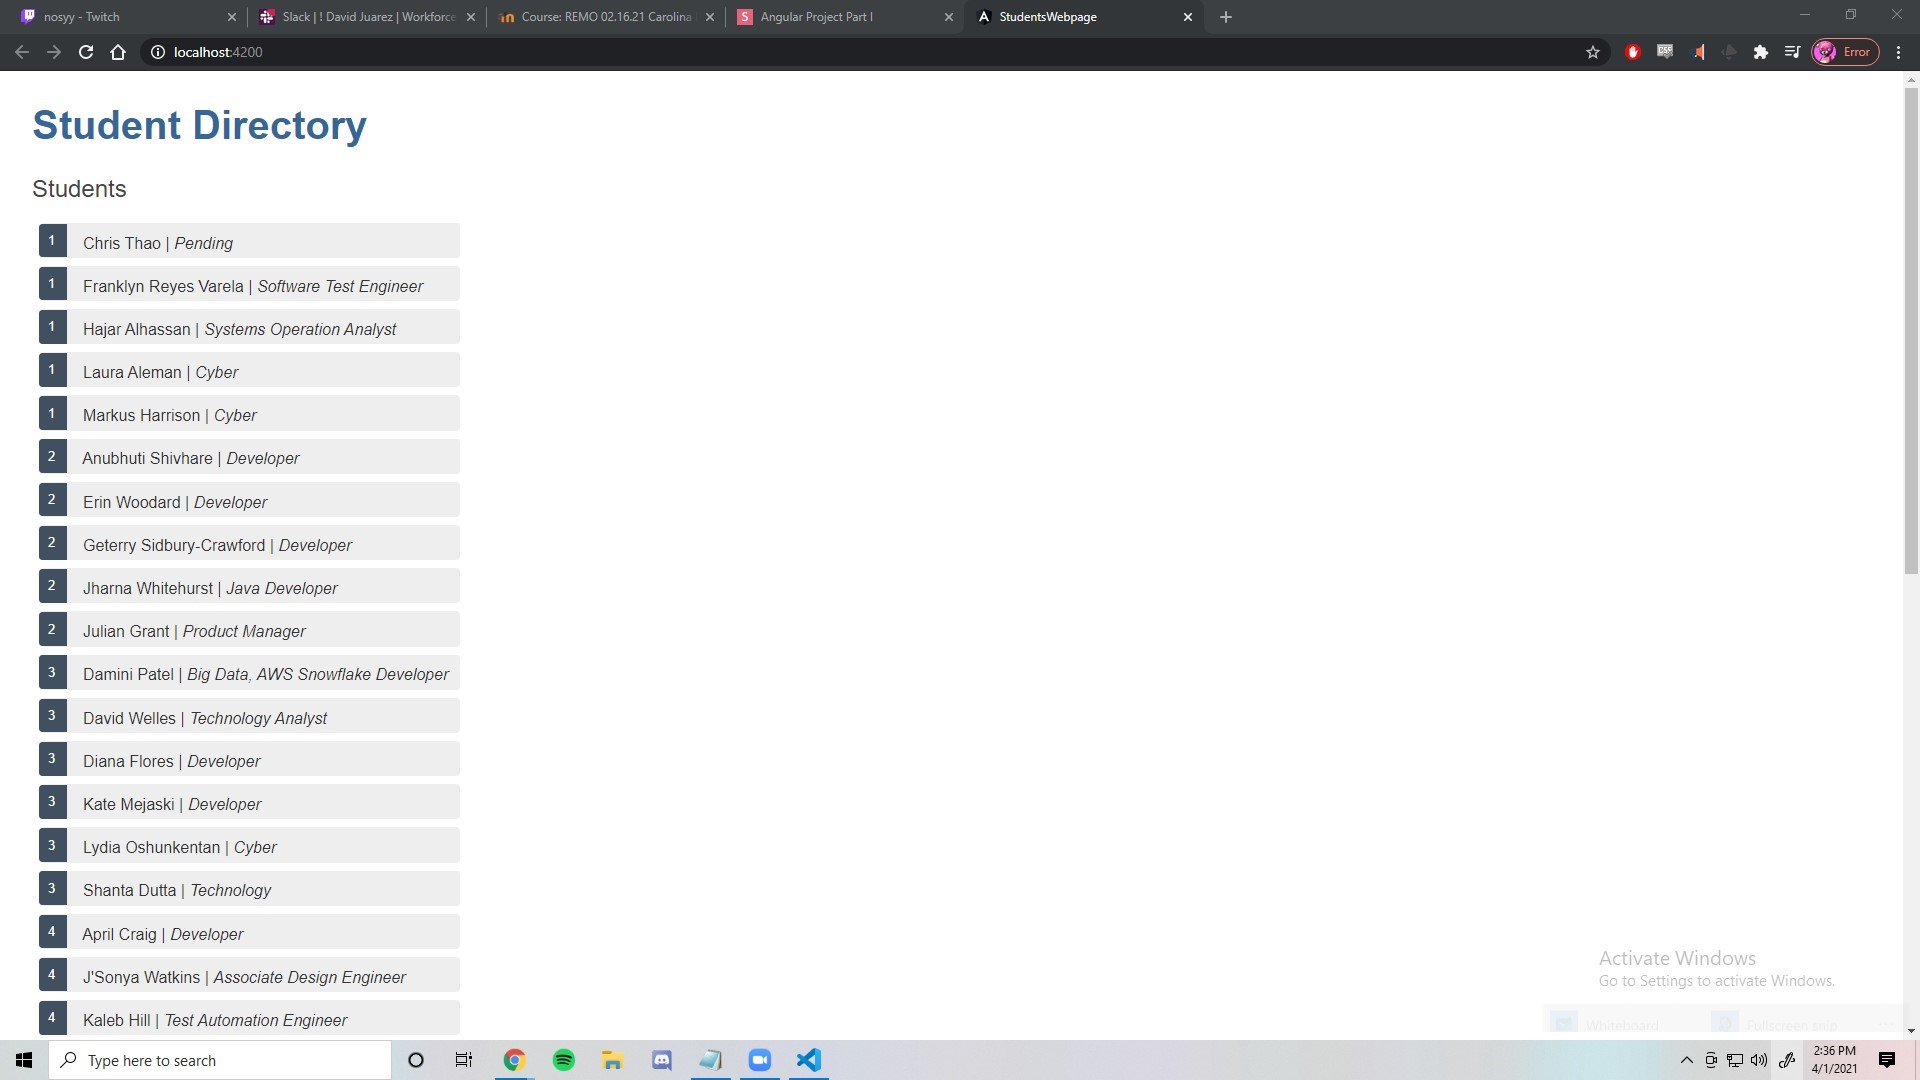 nosyy - Twitch
Slack | ! David Juarez | Workforce
Course: REMO 02.16.21 Carolina
Angular Project Part I
StudentsWebpage
localhost:4200
Error
Student Directory
Students
1 Chris Thao | Pending
1 Franklyn Reyes Varela | Software Test Engineer
1 Hajar Alhassan | Systems Operation Analyst
1 Laura Aleman | Cyber
1 Markus Harrison | Cyber
2 Anubhuti Shivhare | Developer
2 Erin Woodard | Developer
2 Geterry Sidbury-Crawford | Developer
2 Jharna Whitehurst | Java Developer
2 Julian Grant | Product Manager
3 Damini Patel | Big Data, AWS Snowflake Developer
3 David Welles | Technology Analyst
3 Diana Flores | Developer
3 Kate Mejaski | Developer
3 Lydia Oshunkentan | Cyber
3 Shanta Dutta | Technology
4 April Craig | Developer
4 J'Sonya Watkins | Associate Design Engineer
4 Kaleb Hill | Test Automation Engineer
Activate Windows
Go to Settings to activate Windows.
Whiteboard
Fullscreen snip
Type here to search
2:36 PM
4/1/2021